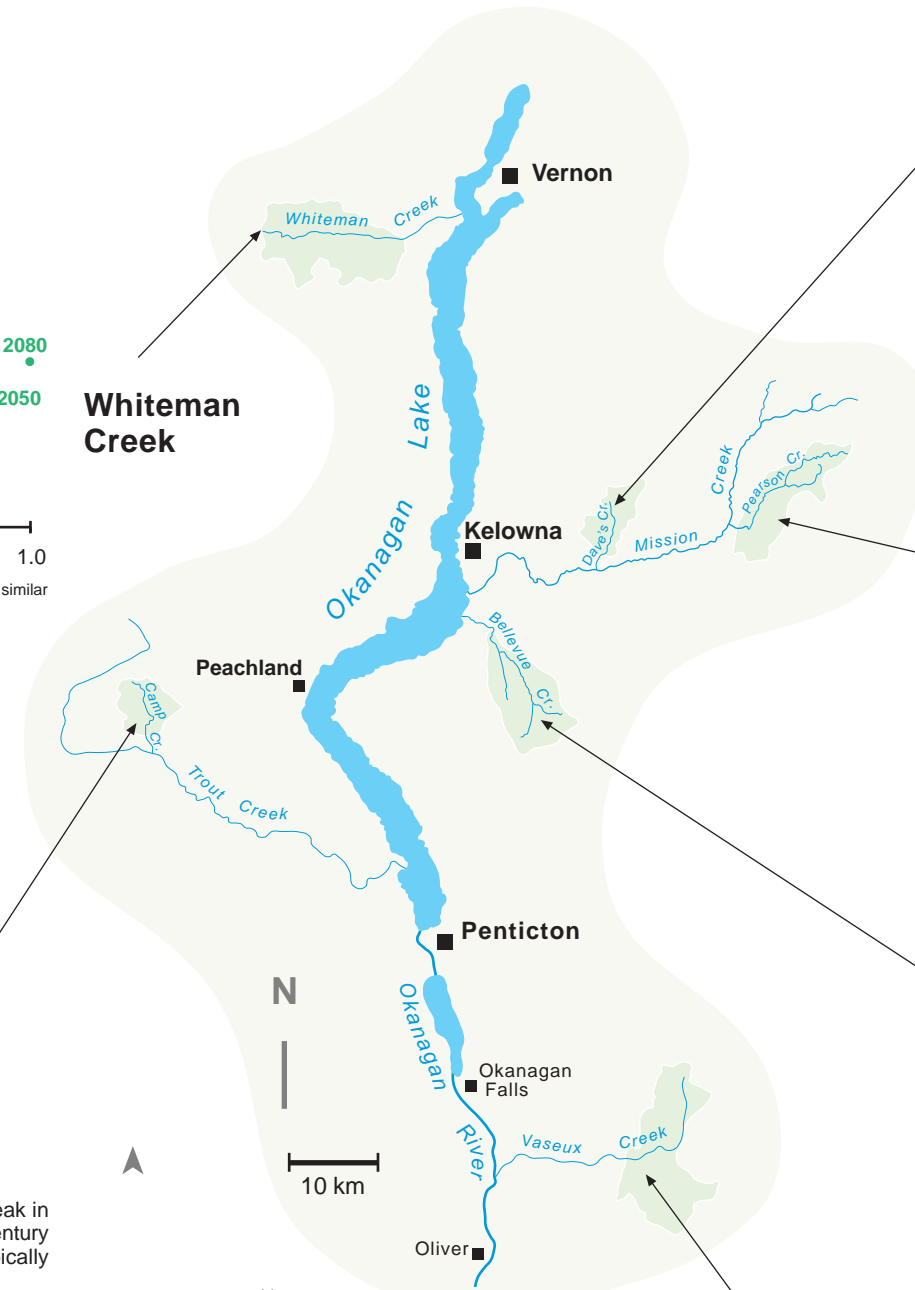 Vernon
Whiteman Creek
2080
2050
Whiteman
Creek
Okanagan Lake
Creek
Pearson Cr.
Kelowna
Dave's Cr.
Mission
1.0
similar
Bellevue Cr.
Peachland
Camp Cr.
Trout Creek
Penticton
N
Okanagan River
Okanagan
Falls
Vaseux Creek
10 km
eak in
entury
ically
Oliver